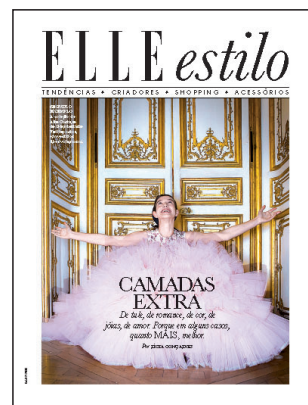 ELLE estilo
TENDÊNCIAS • CRIADORES • SHOPPING • ACESSÓRIOS
CAMADAS
EXTRA
De tule, de romance, de cor, de
jóias, de amor. Porque em alguns casos,
quanto MAIS, melhor.